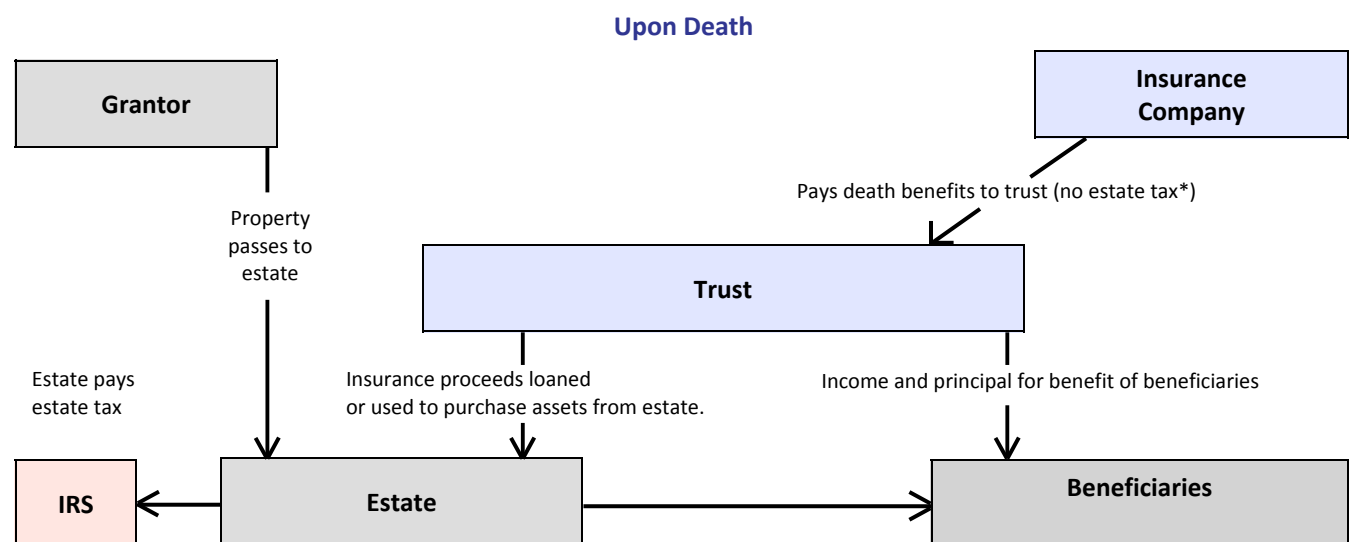 Upon Death
Grantor
Insurance
Company
Pays death benefits to trust (no estate tax*)
Property
passes to
estate
Trust
Estate pays
estate tax
Insurance proceeds loaned
or used to purchase assets from estate.
Income and principal for benefit of beneficiaries
IRS
Estate
Beneficiaries